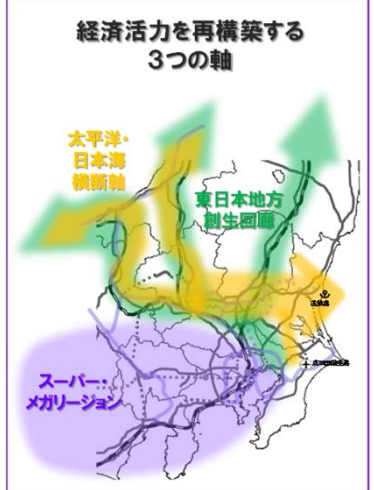 経済活力を再構築する
３つの軸
太平洋・
日本海
横断軸
東日本地方
創生回廊
スーパー・
メガリージョン